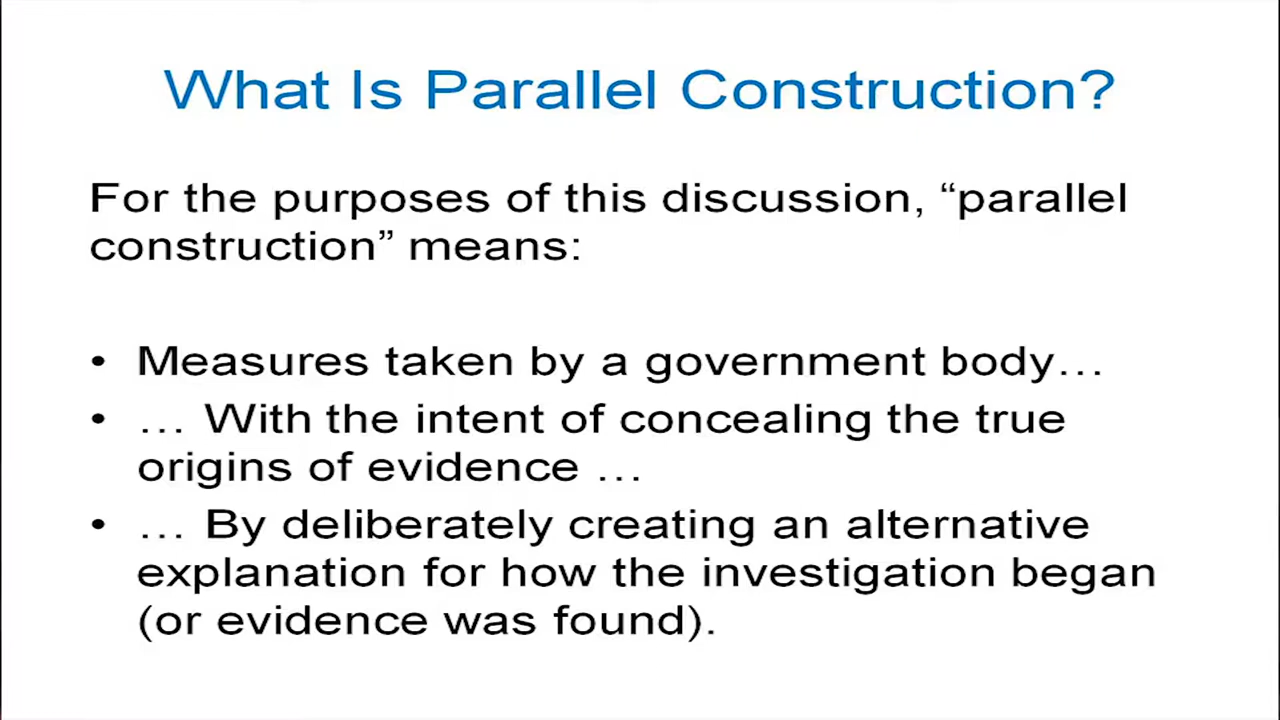 What Is Parallel Construction?
For the purposes of this discussion, “parallel
construction” means:
• Measures taken by a government body…
• … With the intent of concealing the true
origins of evidence …
• … By deliberately creating an alternative
explanation for how the investigation began
(or evidence was found).